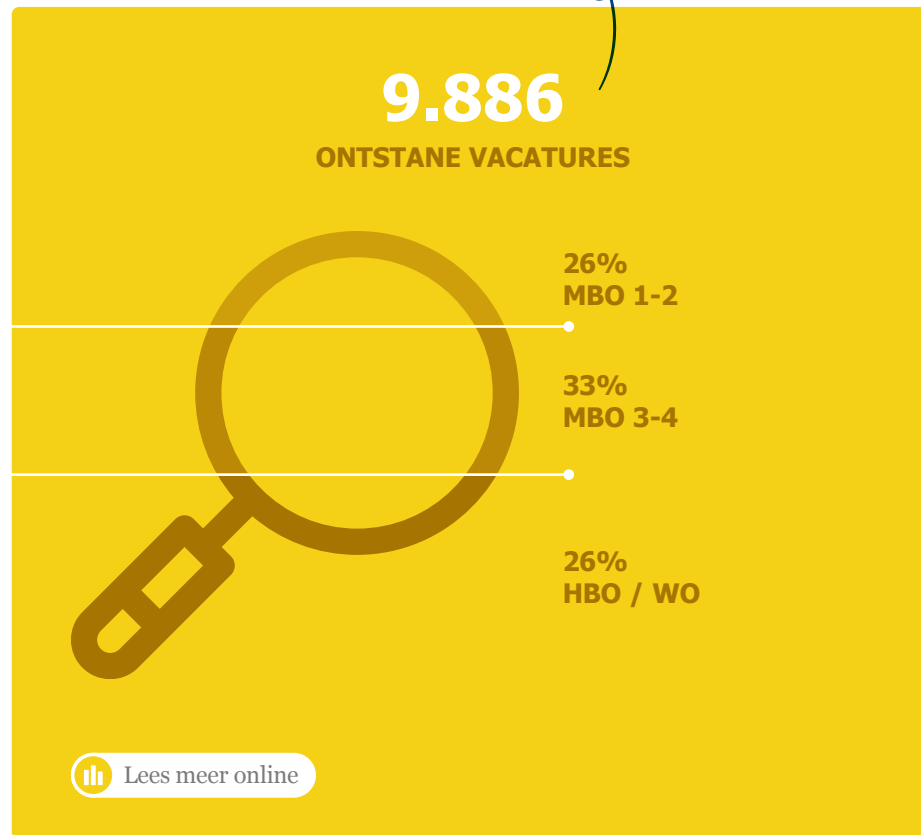 9.886
ONTSTANE VACATURES
26%
MBO 1-2
33%
MBO 3-4
26%
HBO / WO
Lees meer online